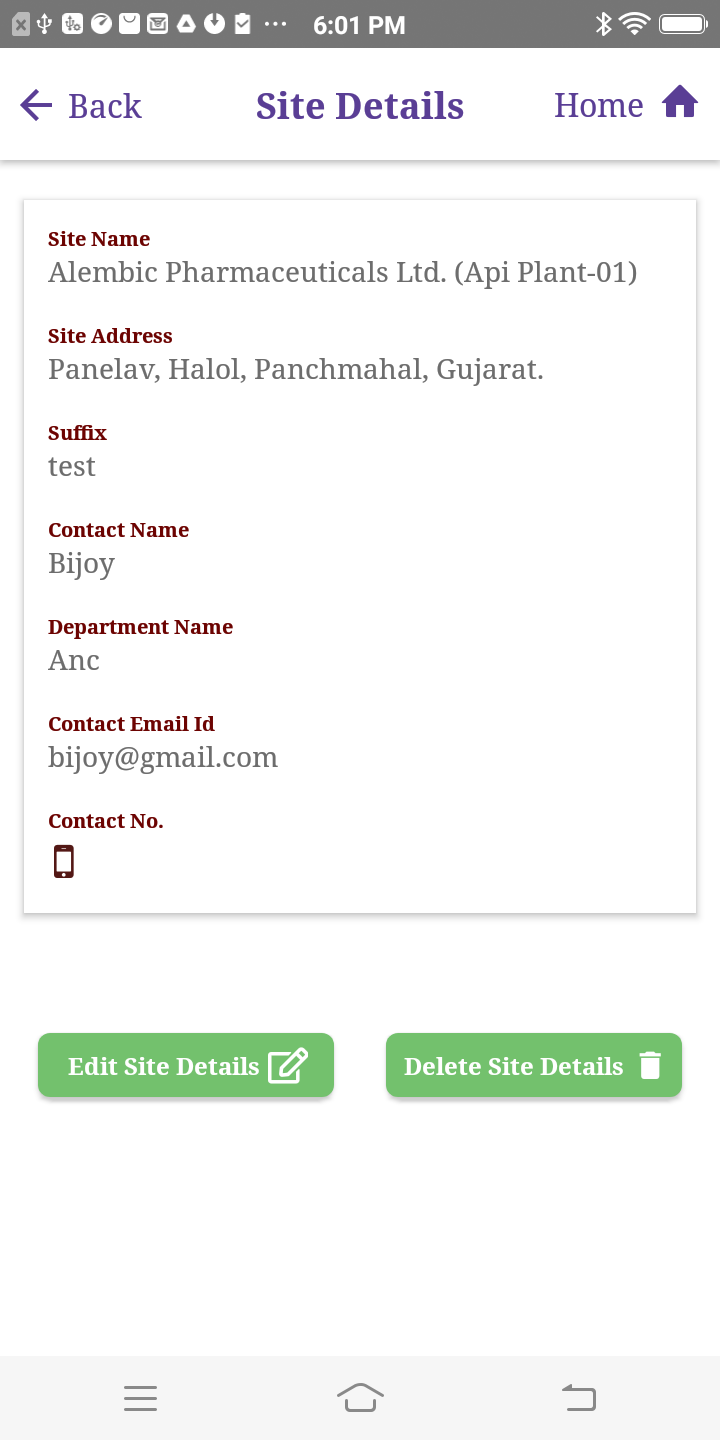 6:01 PM
Back
Site Details
Home
Site Name
Alembic Pharmaceuticals Ltd. (Api Plant-01)
Site Address
Panelav, Halol, Panchmahal, Gujarat.
Suffix
test
Contact Name
Bijoy
Department Name
Anc
Contact Email Id
bijoy@gmail.com
Contact No.
Edit Site Details
Delete Site Details